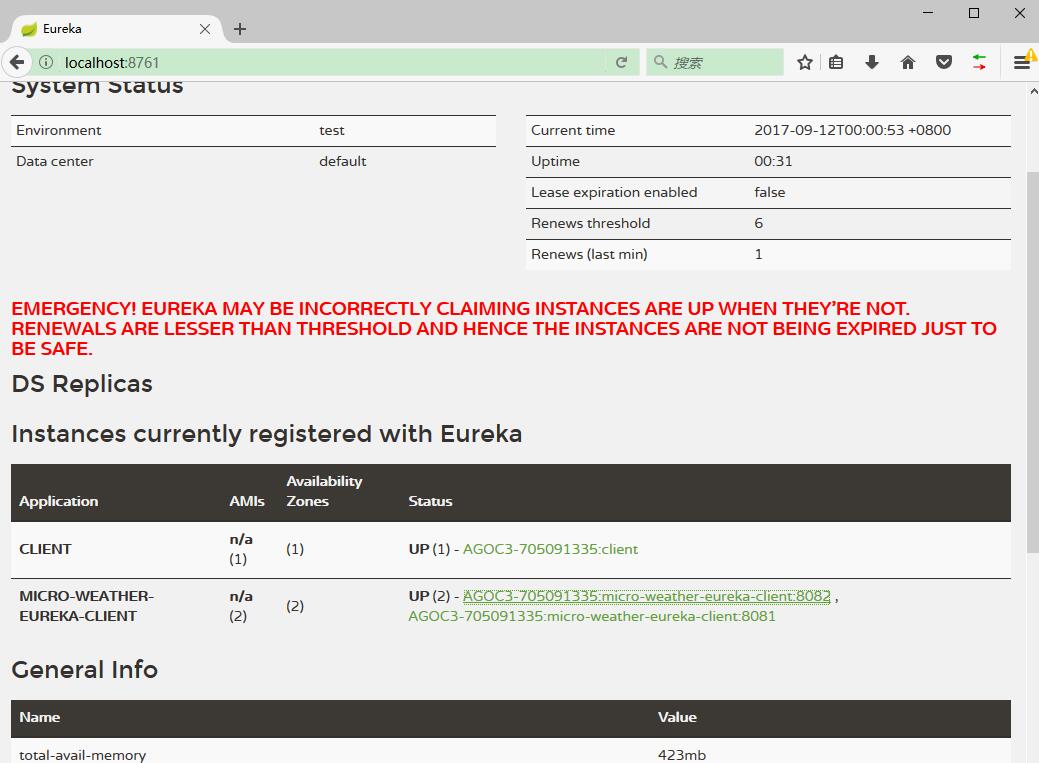 Eureka
localhost:8761
搜索
System Status
Environment test
Data center default
Current time 2017-09-12T00:00:53 +0800
Uptime 00:31
Lease expiration enabled false
Renews threshold 6
Renews (last min) 1
EMERGENCY! EUREKA MAY BE INCORRECTLY CLAIMING INSTANCES ARE UP WHEN THEY'RE NOT.
RENEWALS ARE LESSER THAN THRESHOLD AND HENCE THE INSTANCES ARE NOT BEING EXPIRED JUST TO
BE SAFE.
DS Replicas
Instances currently registered with Eureka
Application AMIs Availability Zones Status
CLIENT n/a (1) (1) UP (1) - AGOC3-705091335:client
MICRO-WEATHER-EUREKA-CLIENT n/a (2) (2) UP (2) - AGOC3-705091335:micro-weather-eureka-client:8082 ,
AGOC3-705091335:micro-weather-eureka-client:8081
General Info
Name Value
total-avail-memory 423mb